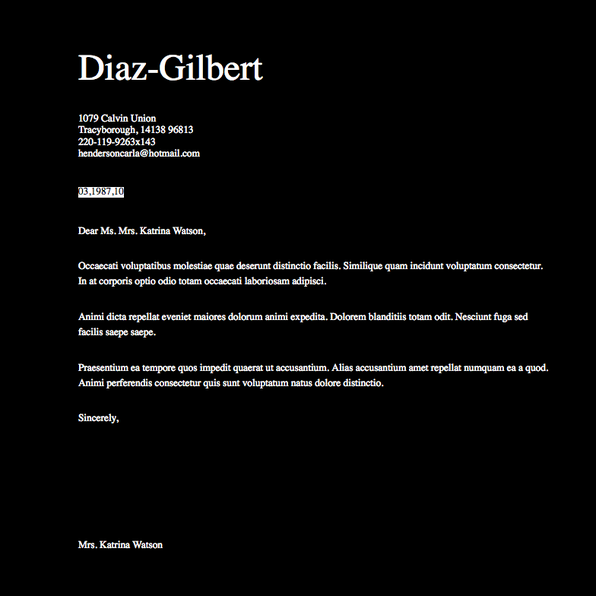 Diaz-Gilbert
1079 Calvin Union
Tracyborough, 14138 96813
220-119-9263x143
hendersoncarla@hotmail.com
03,1987,10
Dear Ms. Mrs. Katrina Watson,
Occaecati voluptatibus molestiae quae deserunt distinctio facilis. Similique quam incidunt voluptatum consectetur.
In at corporis optio odio totam occaecati laboriosam adipisci.
Animi dicta repellat eveniet maiores dolorum animi expedita. Dolorem blanditiis totam odit. Nesciunt fuga sed
facilis saepe saepe.
Praesentium ea tempore quos impedit quaerat ut accusantium. Alias accusantium amet repellat numquam ea a quod.
Animi perferendis consectetur quis sunt voluptatum natus dolore distinctio.
Sincerely,
Mrs. Katrina Watson